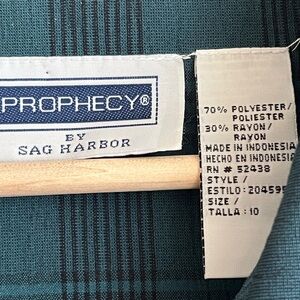 PROPHECY®
BY
SAG HARBOR
70% POLYESTER/
POLIESTER
30% RAYON/
RAYON
MADE IN INDONESIA
HECHO EN INDONESIA
RN # 52438
STYLE /
ESTILO: 204595
SIZE /
TALLA: 10